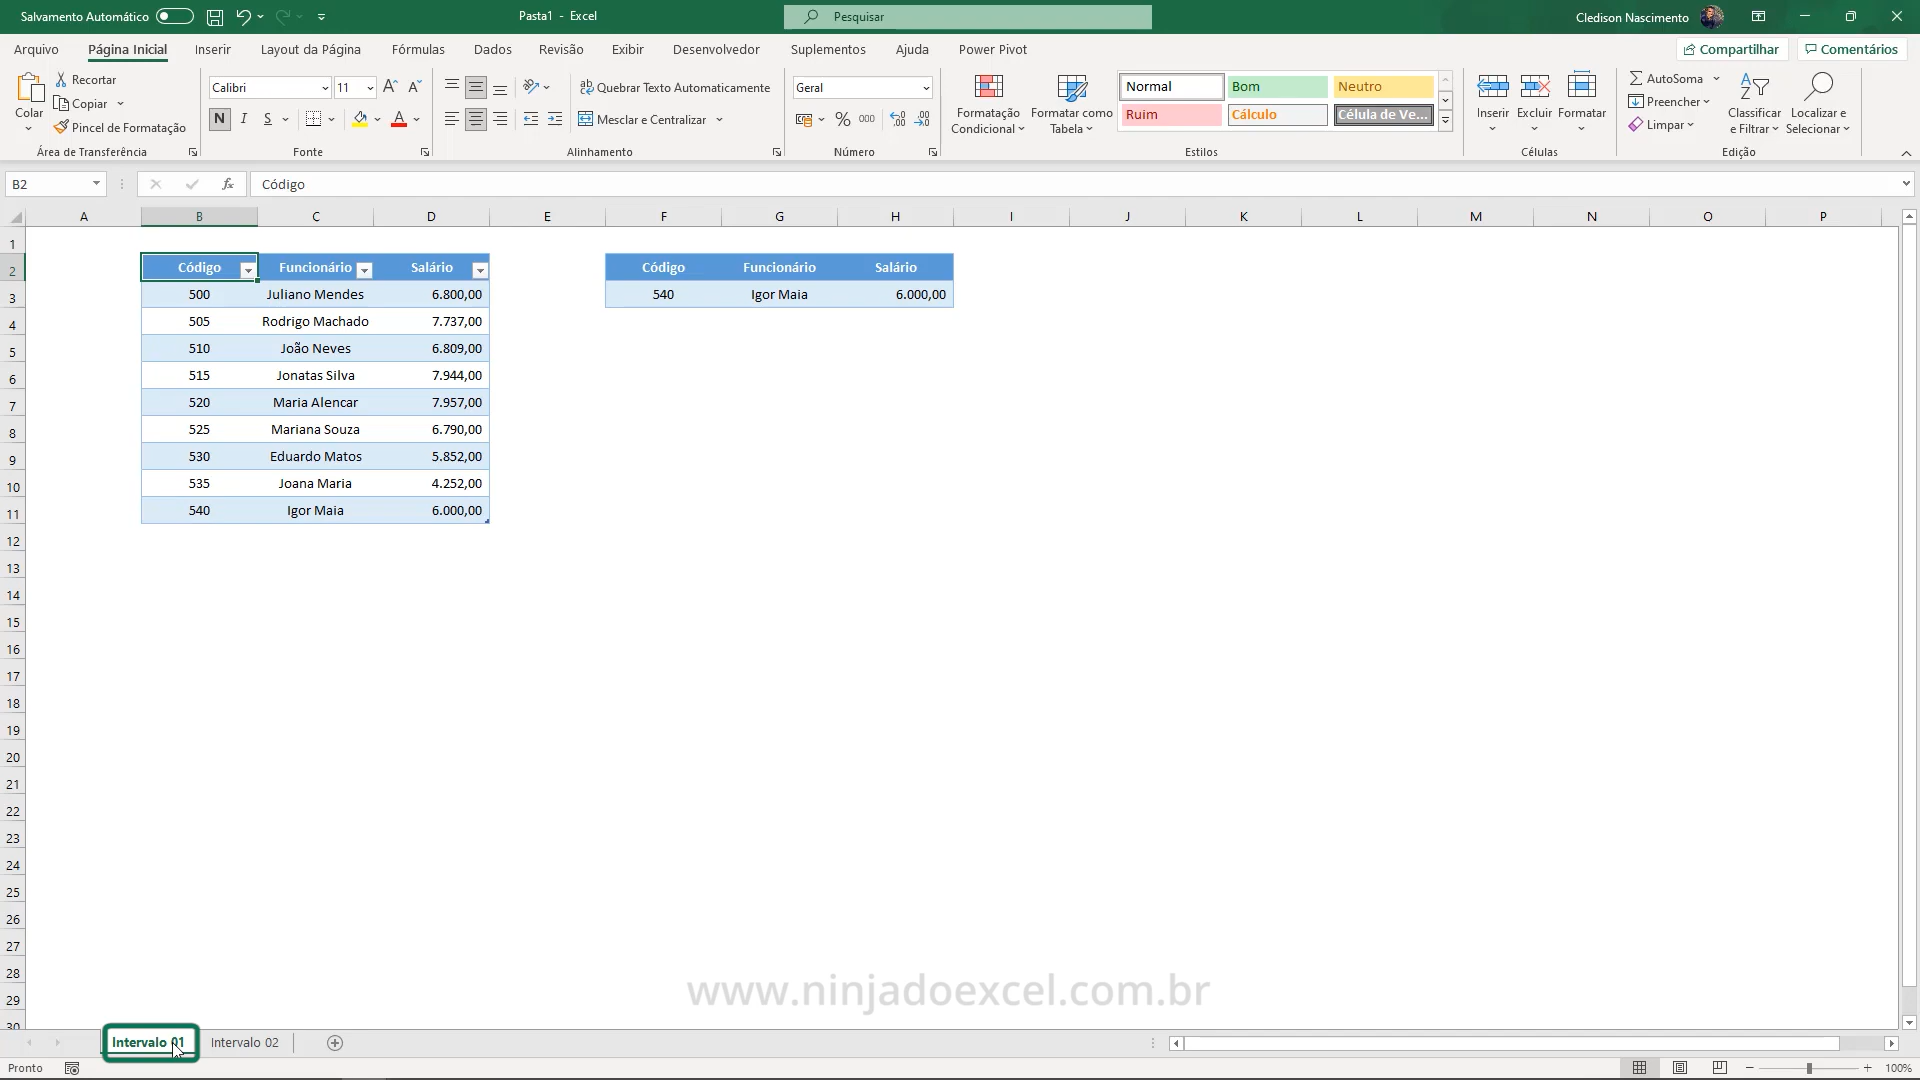 Salvamento Automático
Pasta1 - Excel
Pesquisar
Cledison Nascimento
Arquivo Página Inicial Inserir Layout da Página Fórmulas Dados Revisão Exibir Desenvolvedor Suplementos Ajuda Power Pivot
Compartilhar Comentários
Colar
Recortar
Copiar
Pincel de Formatação
Área de Transferência
Calibri 11
N I S A
Fonte
Quebrar Texto Automaticamente
Mesclar e Centralizar
Alinhamento
Geral
% 000
Número
Formatação Condicional
Formatar como Tabela
Normal Bom Neutro
Ruim Cálculo Célula de Ve...
Estilos
Inserir Excluir Formatar
Células
AutoSoma
Preencher
Limpar
Classificar e Filtrar
Localizar e Selecionar
Edição
B2 fx Código
A B C D E F G H I J K L M N O P
1
2 Código Funcionário Salário Código Funcionário Salário
3 500 Juliano Mendes 6.800,00 540 Igor Maia 6.000,00
4 505 Rodrigo Machado 7.737,00
5 510 João Neves 6.809,00
6 515 Jonatas Silva 7.944,00
7 520 Maria Alencar 7.957,00
8 525 Mariana Souza 6.790,00
9 530 Eduardo Matos 5.852,00
10 535 Joana Maria 4.252,00
11 540 Igor Maia 6.000,00
12
13
14
15
16
17
18
19
20
21
22
23
24
25
26
27
28
29
30
www.ninjadoexcel.com.br
Intervalo 01 Intervalo 02
Pronto
100%